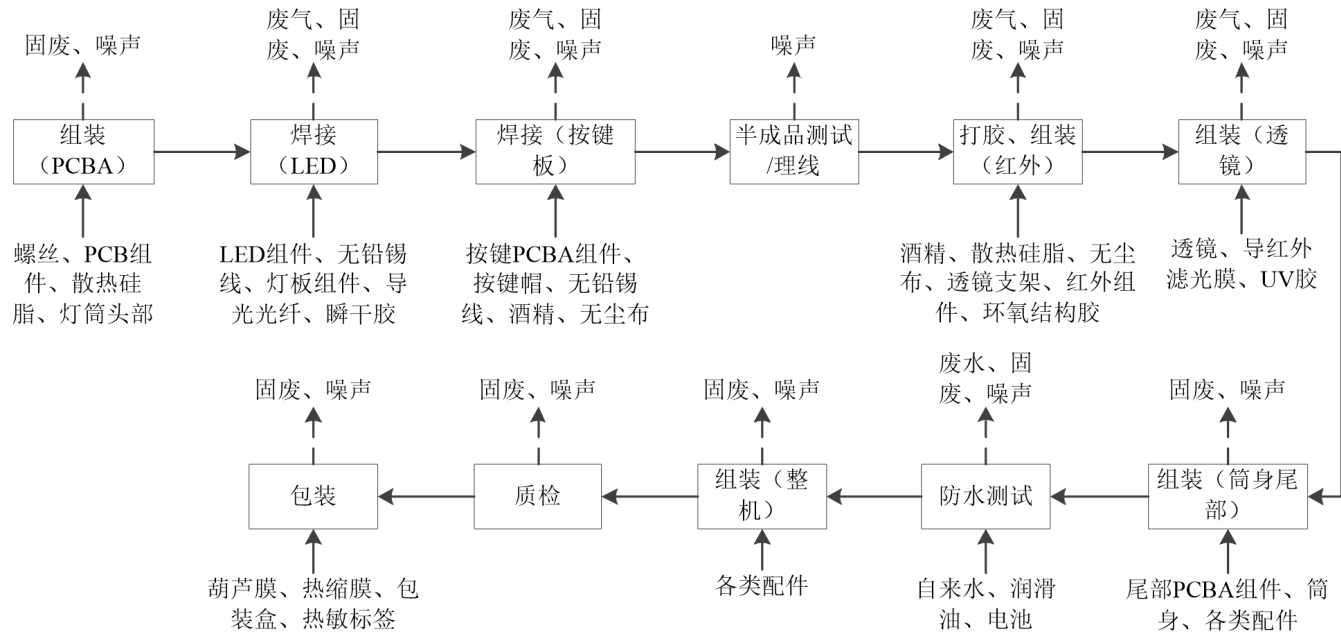 固废、噪声
废气、固
废、噪声
废气、固
废、噪声
噪声
废气、固
废、噪声
废气、固
废、噪声
组装
（PCBA）
焊接
（LED）
焊接（按键
板）
半成品测试
/理线
打胶、组装
（红外）
组装（透
镜）
螺丝、PCB组
件、散热硅
脂、灯筒头部
LED组件、无铅锡
线、灯板组件、导
光光纤、瞬干胶
按键PCBA组件、
按键帽、无铅锡
线、酒精、无尘布
酒精、散热硅脂、无尘
布、透镜支架、红外组
件、环氧结构胶
透镜、导红外
滤光膜、UV胶
固废、噪声
固废、噪声
固废、噪声
废水、固
废、噪声
固废、噪声
包装
质检
组装（整
机）
防水测试
组装（筒身尾
部）
葫芦膜、热缩膜、包
装盒、热敏标签
各类配件
自来水、润滑
油、电池
尾部PCBA组件、筒
身、各类配件